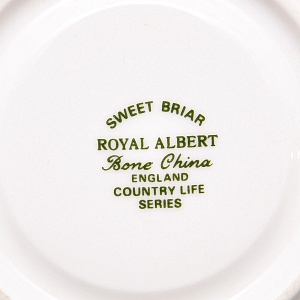 SWEET BRIAR
ROYAL ALBERT
Bone China
ENGLAND
COUNTRY LIFE
SERIES